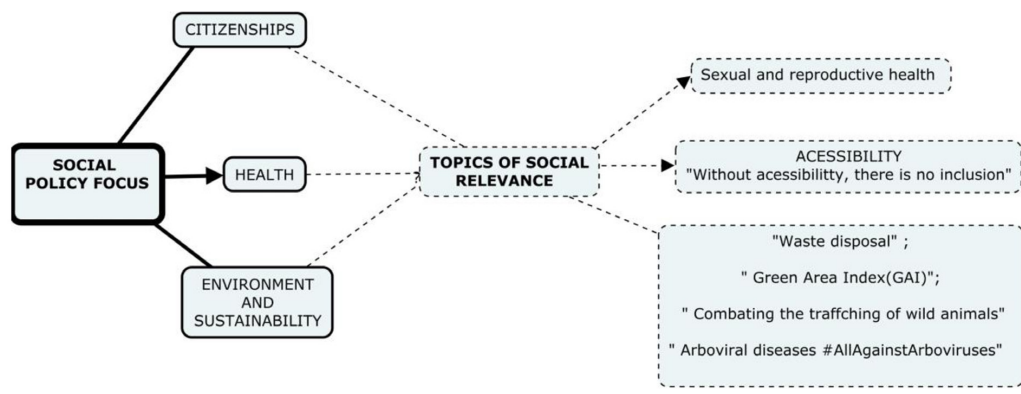 CITIZENSHIPS
SOCIAL
POLICY FOCUS
HEALTH
ENVIRONMENT
AND
SUSTAINABILITY
TOPICS OF SOCIAL
RELEVANCE
Sexual and reproductive health
ACESSIBILITY
"Without acessibilitty, there is no inclusion"
"Waste disposal" ;
" Green Area Index(GAI)";
" Combating the traffching of wild animals"
" Arboviral diseases #AllAgainstArboviruses"